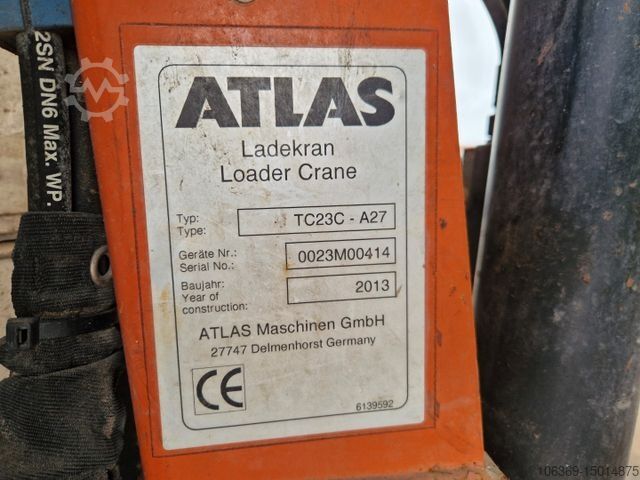 2SN DN6 Max. WP.
ATLAS
Ladekran
Loader Crane
Typ:
Type:
TC23C - A27
Geräte Nr.:
Serial No.:
0023M00414
Baujahr:
Year of
construction:
2013
ATLAS Maschinen GmbH
27747 Delmenhorst Germany
CE
6139592
106369-15014875